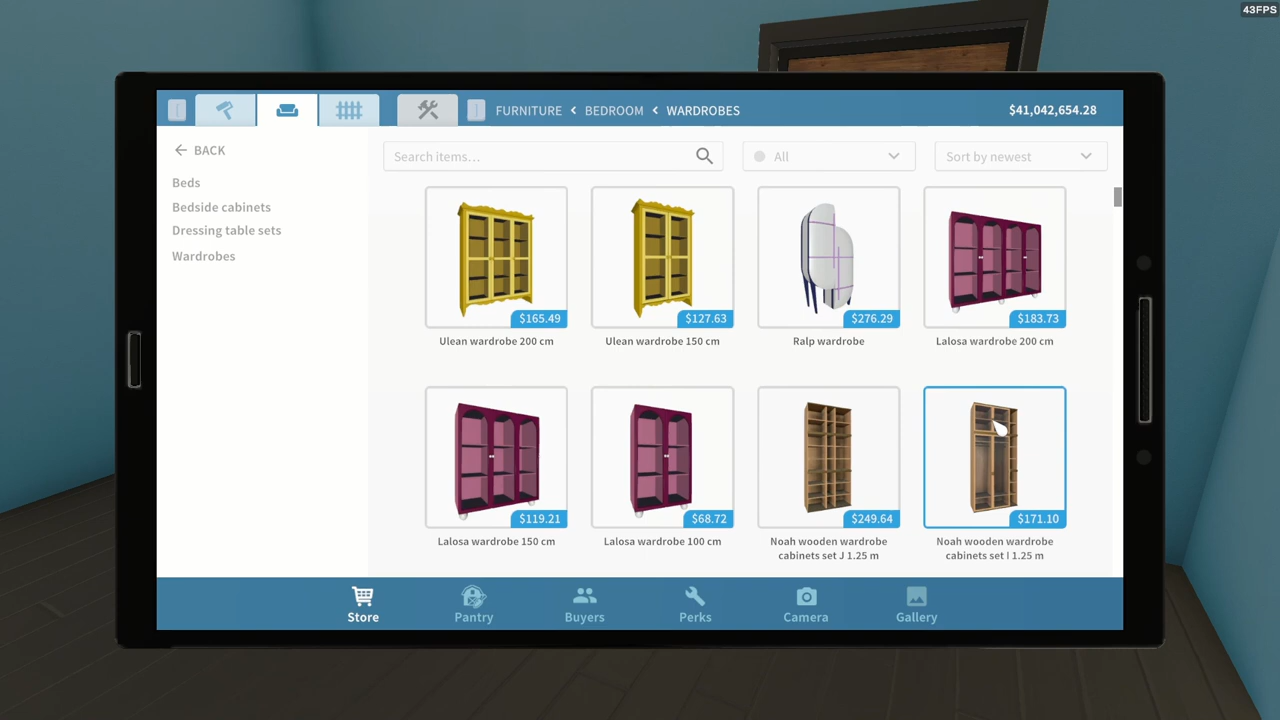 43FPS
FURNITURE < BEDROOM < WARDROBES
$41,042,654.28
BACK
Search items...
All
Sort by newest
Beds
Bedside cabinets
Dressing table sets
Wardrobes
$165.49
$127.63
$276.29
$183.73
Ulean wardrobe 200 cm
Ulean wardrobe 150 cm
Ralp wardrobe
Lalosa wardrobe 200 cm
$119.21
$68.72
$249.64
$171.10
Lalosa wardrobe 150 cm
Lalosa wardrobe 100 cm
Noah wooden wardrobe
cabinets set J 1.25 m
Noah wooden wardrobe
cabinets set I 1.25 m
Store
Pantry
Buyers
Perks
Camera
Gallery